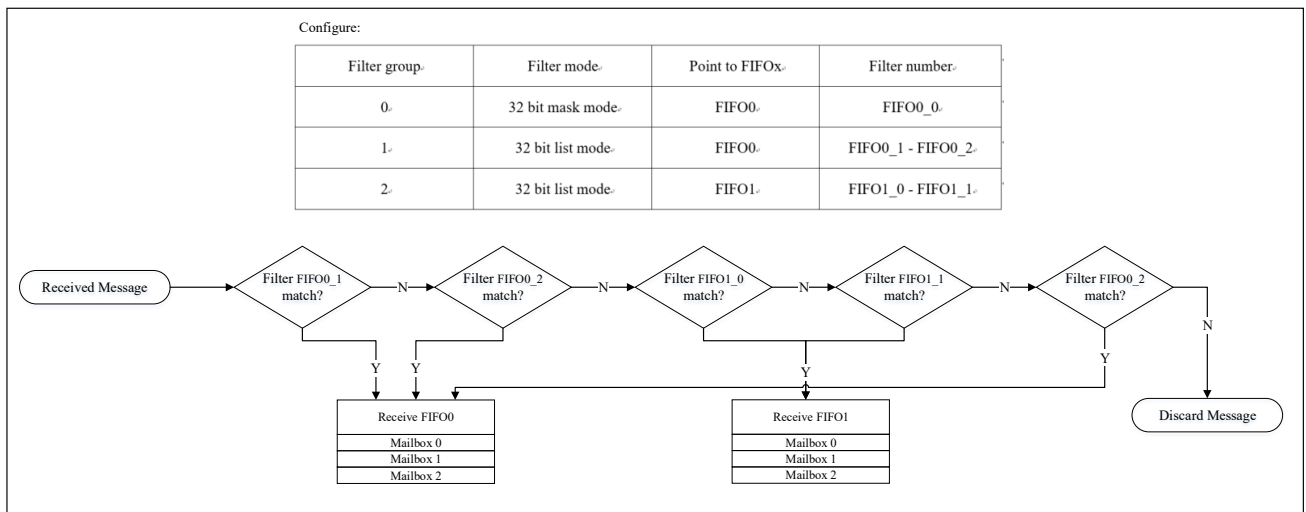 Configure:
Filter group Filter mode Point to FIFOx Filter number
0 32 bit mask mode FIFO0 FIFO0_0
1 32 bit list mode FIFO0 FIFO0_1 - FIFO0_2
2 32 bit list mode FIFO1 FIFO1_0 - FIFO1_1
Received Message
Filter FIFO0_1
match?
N
Filter FIFO0_2
match?
N
Filter FIFO1_0
match?
N
Filter FIFO1_1
match?
N
Filter FIFO0_2
match?
N
Y
Y
Y
Y
Receive FIFO0
Mailbox 0
Mailbox 1
Mailbox 2
Receive FIFO1
Mailbox 0
Mailbox 1
Mailbox 2
Discard Message